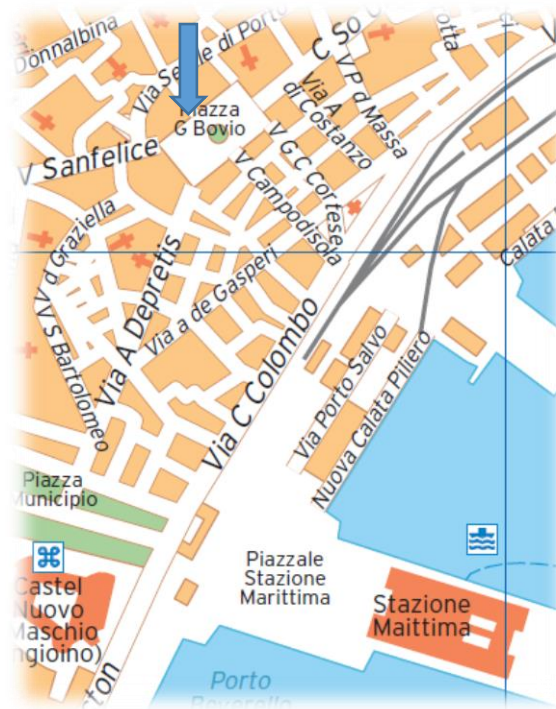 Donnalbina
Via Sedile di Porto
C So
V P d Massa
Via A
di Costanzo
Piazza
G Bovio
V Sanfelice
V G C Cortese
V Campodisola
V d Graziella
V S Bartolomeo
Via A Depretis
Via a de Gasperi
Calata
Via C Colombo
Via Porto Salvo
Nuova Calata Piliero
Piazza
Municipio
Piazzale
Stazione
Marittima
Castel
Nuovo
Maschio
ngioino)
Stazione
Maittima
Porto
Beverello
ton